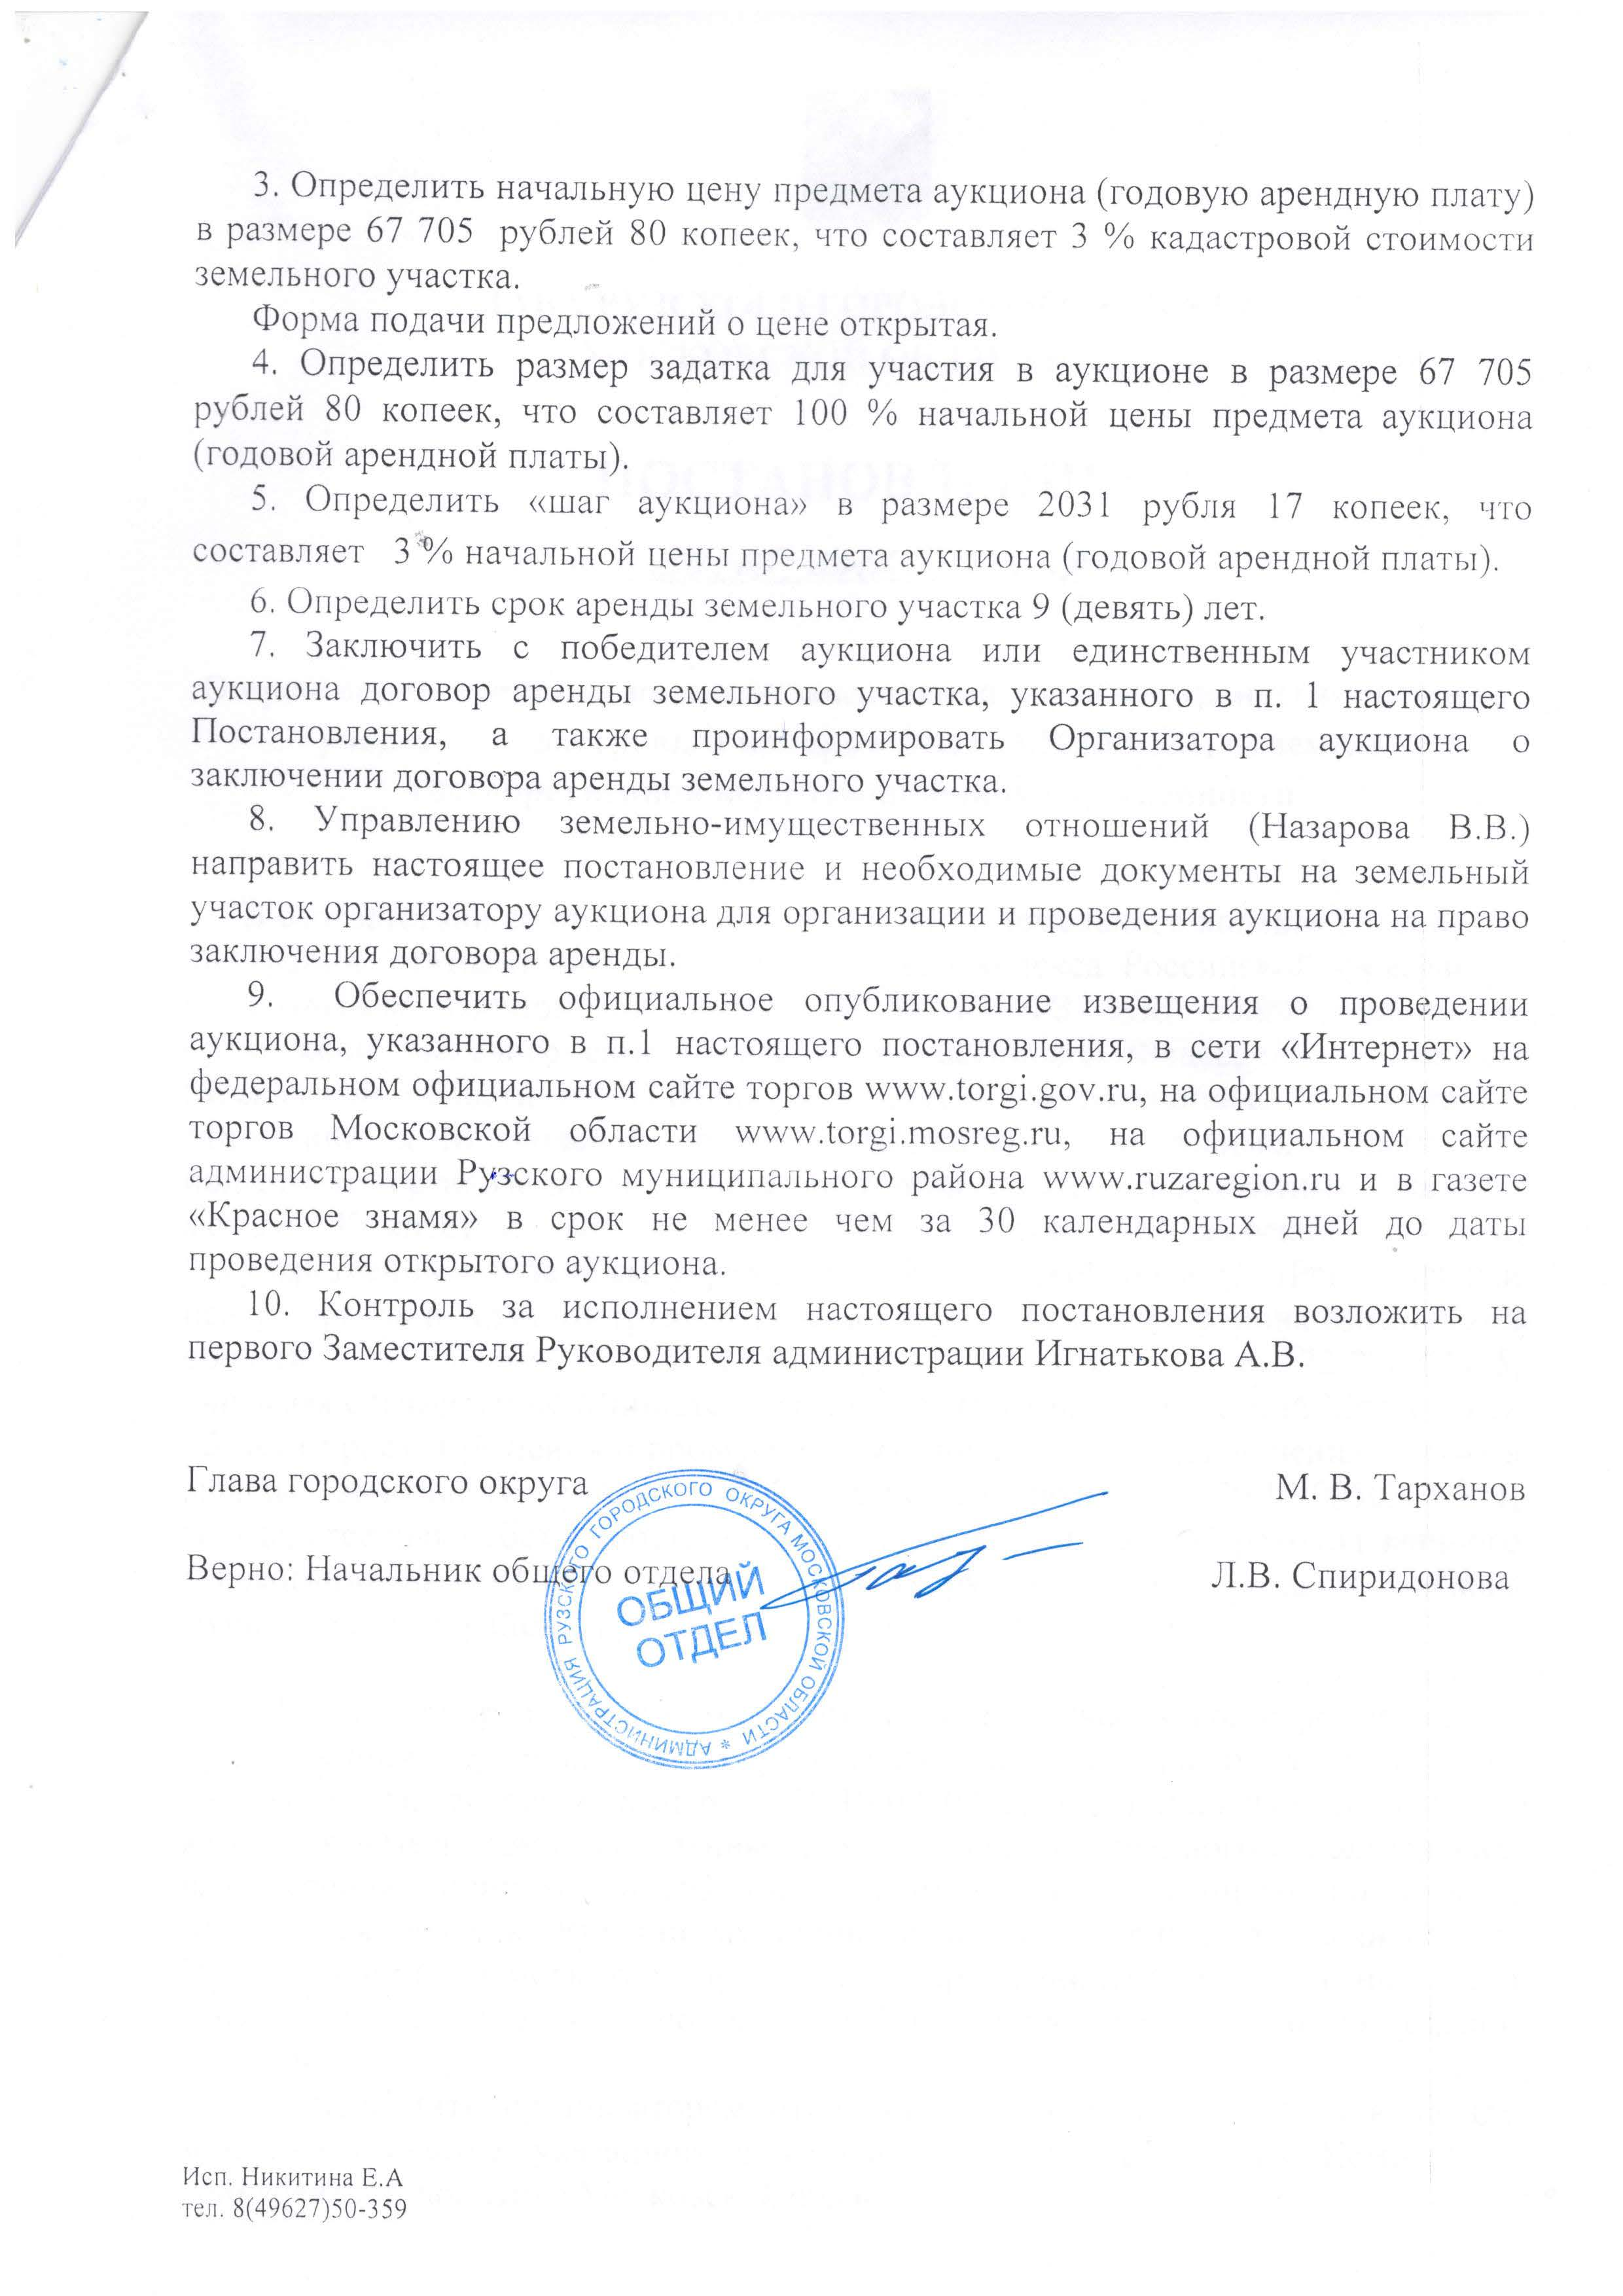 3. Определить начальную цену предмета аукциона (годовую арендную плату)
в размере 67 705 рублей 80 копеек, что составляет 3 % кадастровой стоимости
земельного участка.
Форма подачи предложений о цене открытая.
4. Определить размер задатка для участия в аукционе в размере 67 705
рублей 80 копеек, что составляет 100 % начальной цены предмета аукциона
(годовой арендной платы).
5. Определить «шаг аукциона» в размере 2031 рубля 17 копеек, что
составляет 3 % начальной цены предмета аукциона (годовой арендной платы).
6. Определить срок аренды земельного участка 9 (девять) лет.
7. Заключить с победителем аукциона или единственным участником
аукциона договор аренды земельного участка, указанного в п. 1 настоящего
Постановления, а также проинформировать Организатора аукциона о
заключении договора аренды земельного участка.
8. Управлению земельно-имущественных отношений (Назарова В.В.)
направить настоящее постановление и необходимые документы на земельный
участок организатору аукциона для организации и проведения аукциона на право
заключения договора аренды.
9. Обеспечить официальное опубликование извещения о проведении
аукциона, указанного в п.1 настоящего постановления, в сети «Интернет» на
федеральном официальном сайте торгов www.torgi.gov.ru, на официальном сайте
торгов Московской области www.torgi.mosreg.ru, на официальном сайте
администрации Рузского муниципального района www.ruzaregion.ru и в газете
«Красное знамя» в срок не менее чем за 30 календарных дней до даты
проведения открытого аукциона.
10. Контроль за исполнением настоящего постановления возложить на
первого Заместителя Руководителя администрации Игнатькова А.В.
Глава городского округа М. В. Тарханов
Верно: Начальник общего отдела Л.В. Спиридонова
АДМИНИСТРАЦИЯ РУЗСКОГО ГОРОДСКОГО ОКРУГА МОСКОВСКОЙ ОБЛАСТИ *
ОБЩИЙ
ОТДЕЛ
Исп. Никитина Е.А
тел. 8(49627)50-359